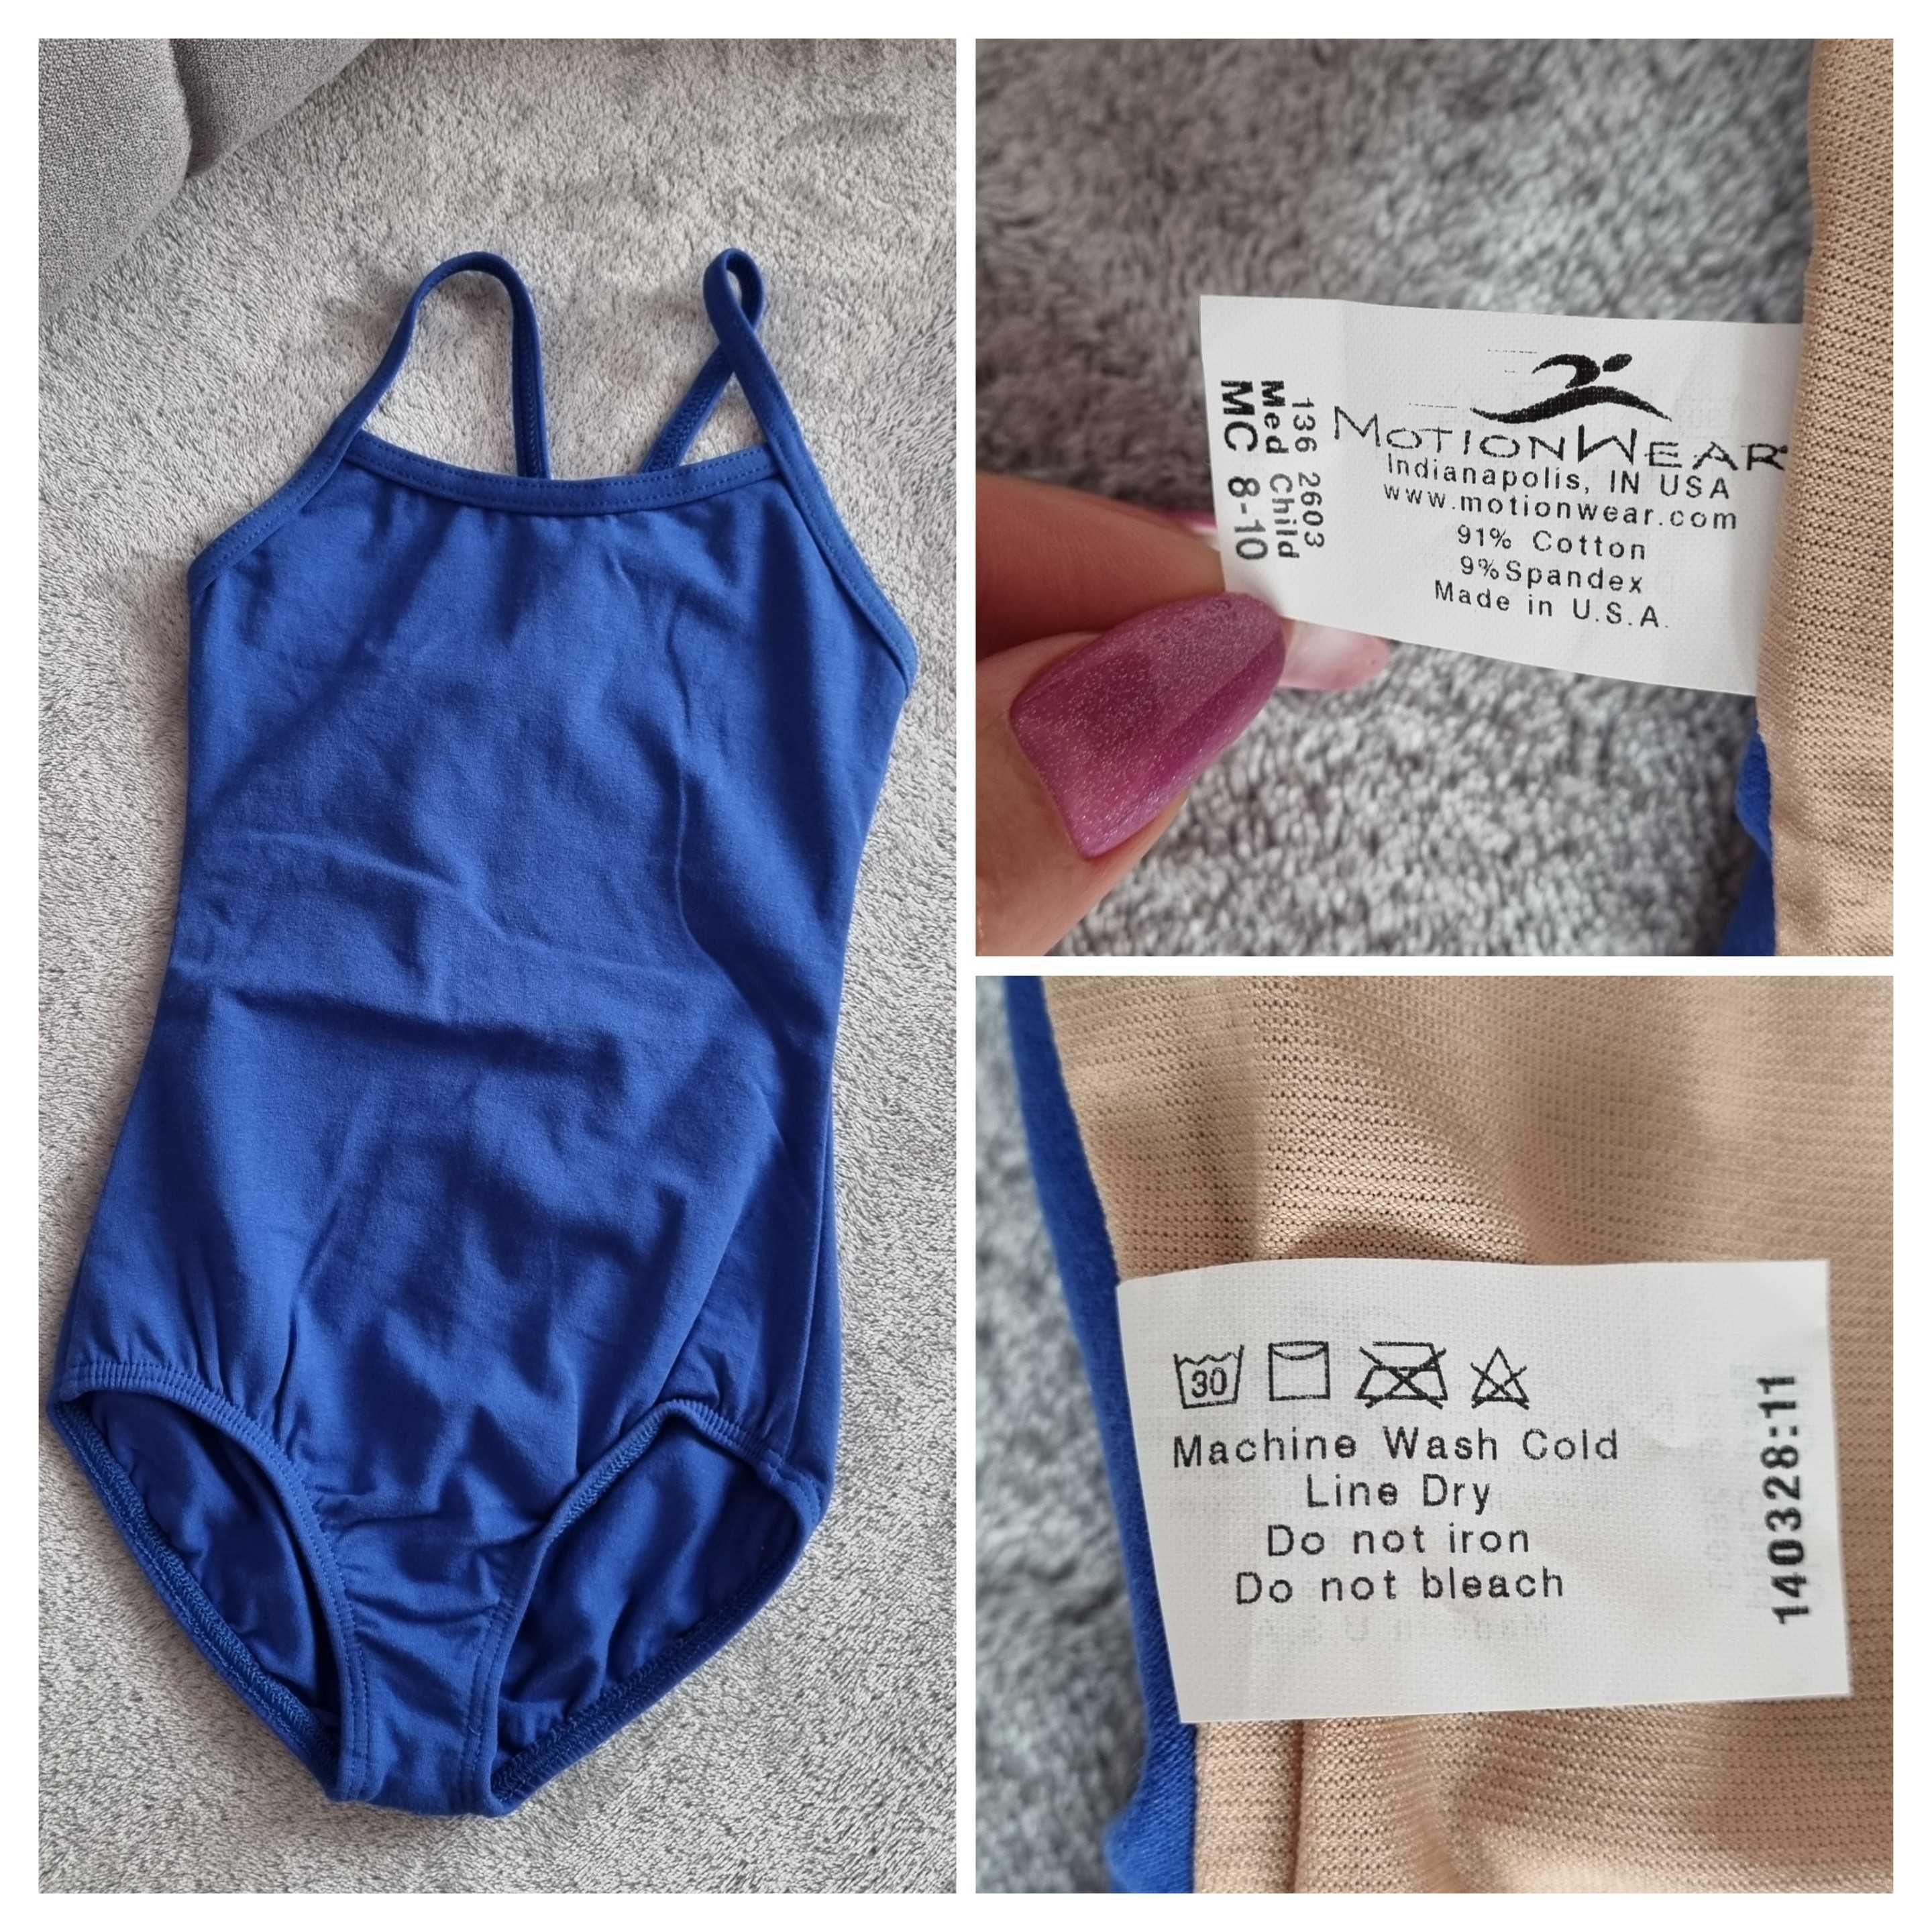 MOTIONWEAR
Indianapolis, IN USA
www.motionwear.com
91% Cotton
9% Spandex
Made in U.S.A.
136 2603
Med Child
MC 8-10
30
Machine Wash Cold
Line Dry
Do not iron
Do not bleach
140328:11